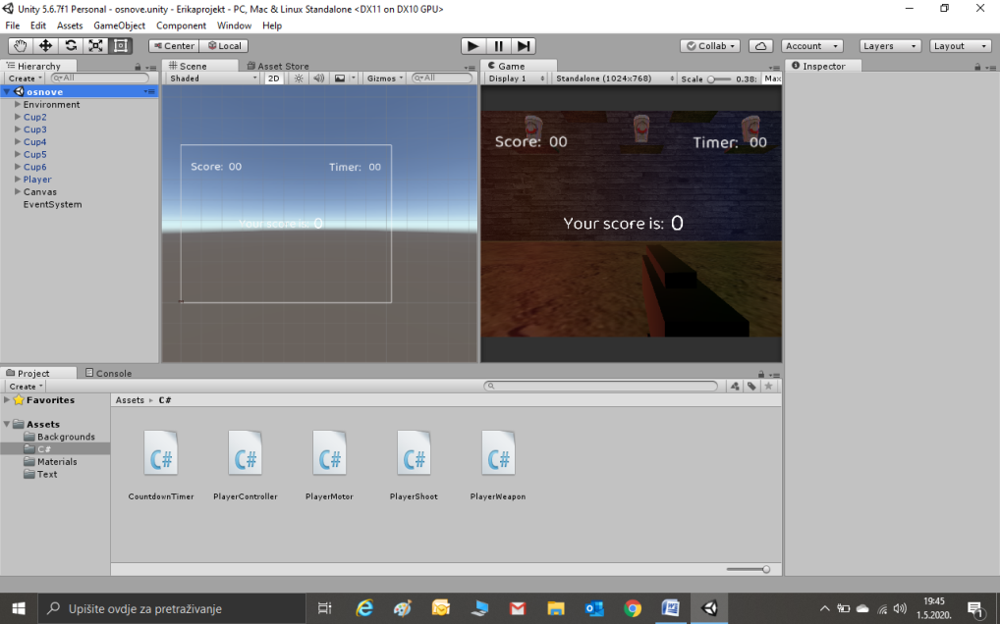 Unity 5.6.7f1 Personal - osnove.unity - Erikaprojekt - PC, Mac & Linux Standalone <DX11 on DX10 GPU>
File Edit Assets GameObject Component Window Help
Center Local Collab Account Layers Layout
Hierarchy Scene Asset Store Game Inspector
Create All Shaded 2D Gizmos All Display 1 Standalone (1024x768) Scale 0.38: Max
osnove
Environment
Cup2
Cup3
Cup4
Cup5
Cup6
Player
Canvas
EventSystem
Score: 00 Timer: 00
Your score is: 0
Score: 00 Timer: 00
Your score is: 0
Project Console
Create
Favorites
Assets
Backgrounds
C#
Materials
Text
Assets ▸ C#
C# C# C# C# C#
CountdownTimer PlayerController PlayerMotor PlayerShoot PlayerWeapon
Upišite ovdje za pretraživanje
19:45
1.5.2020.
1